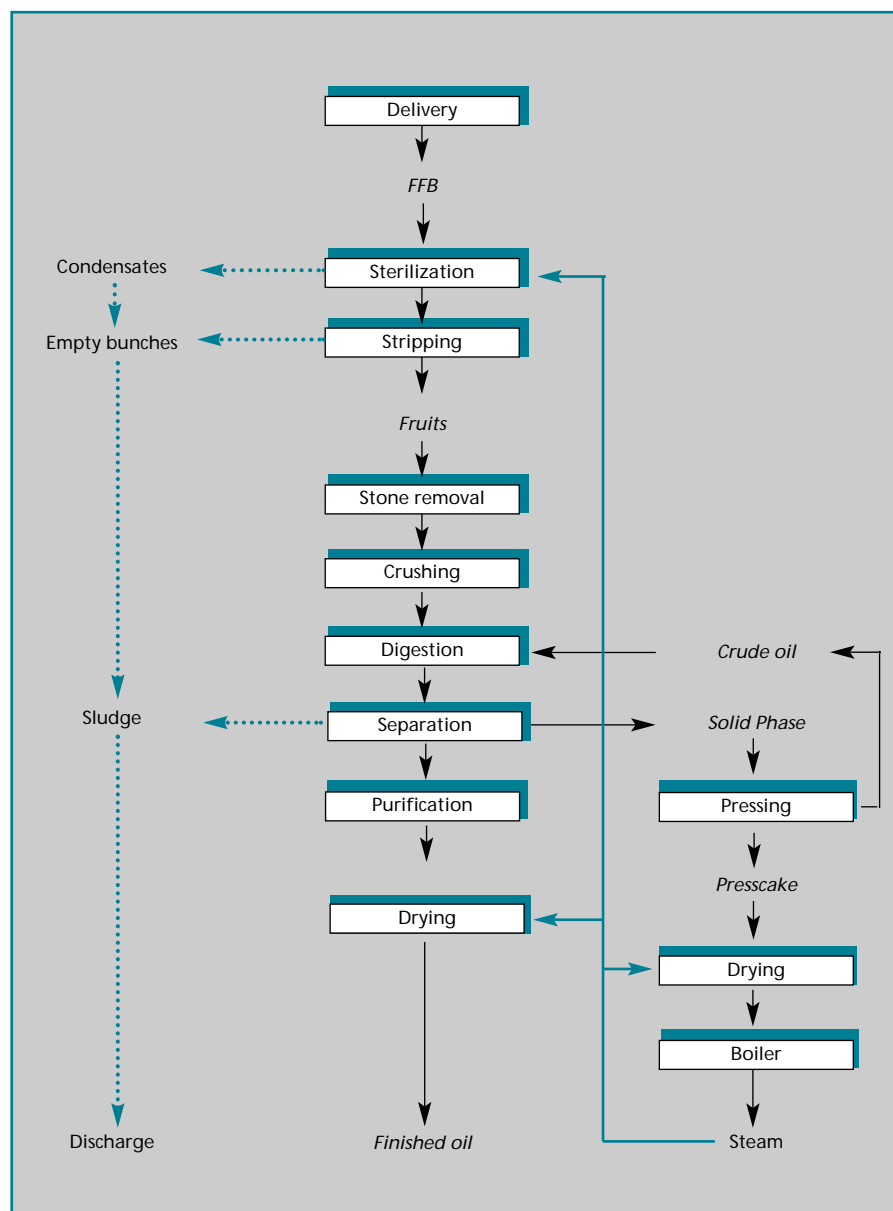 Delivery
FFB
Condensates
Sterilization
Empty bunches
Stripping
Fruits
Stone removal
Crushing
Digestion
Crude oil
Sludge
Separation
Solid Phase
Purification
Pressing
Presscake
Drying
Drying
Boiler
Discharge
Finished oil
Steam